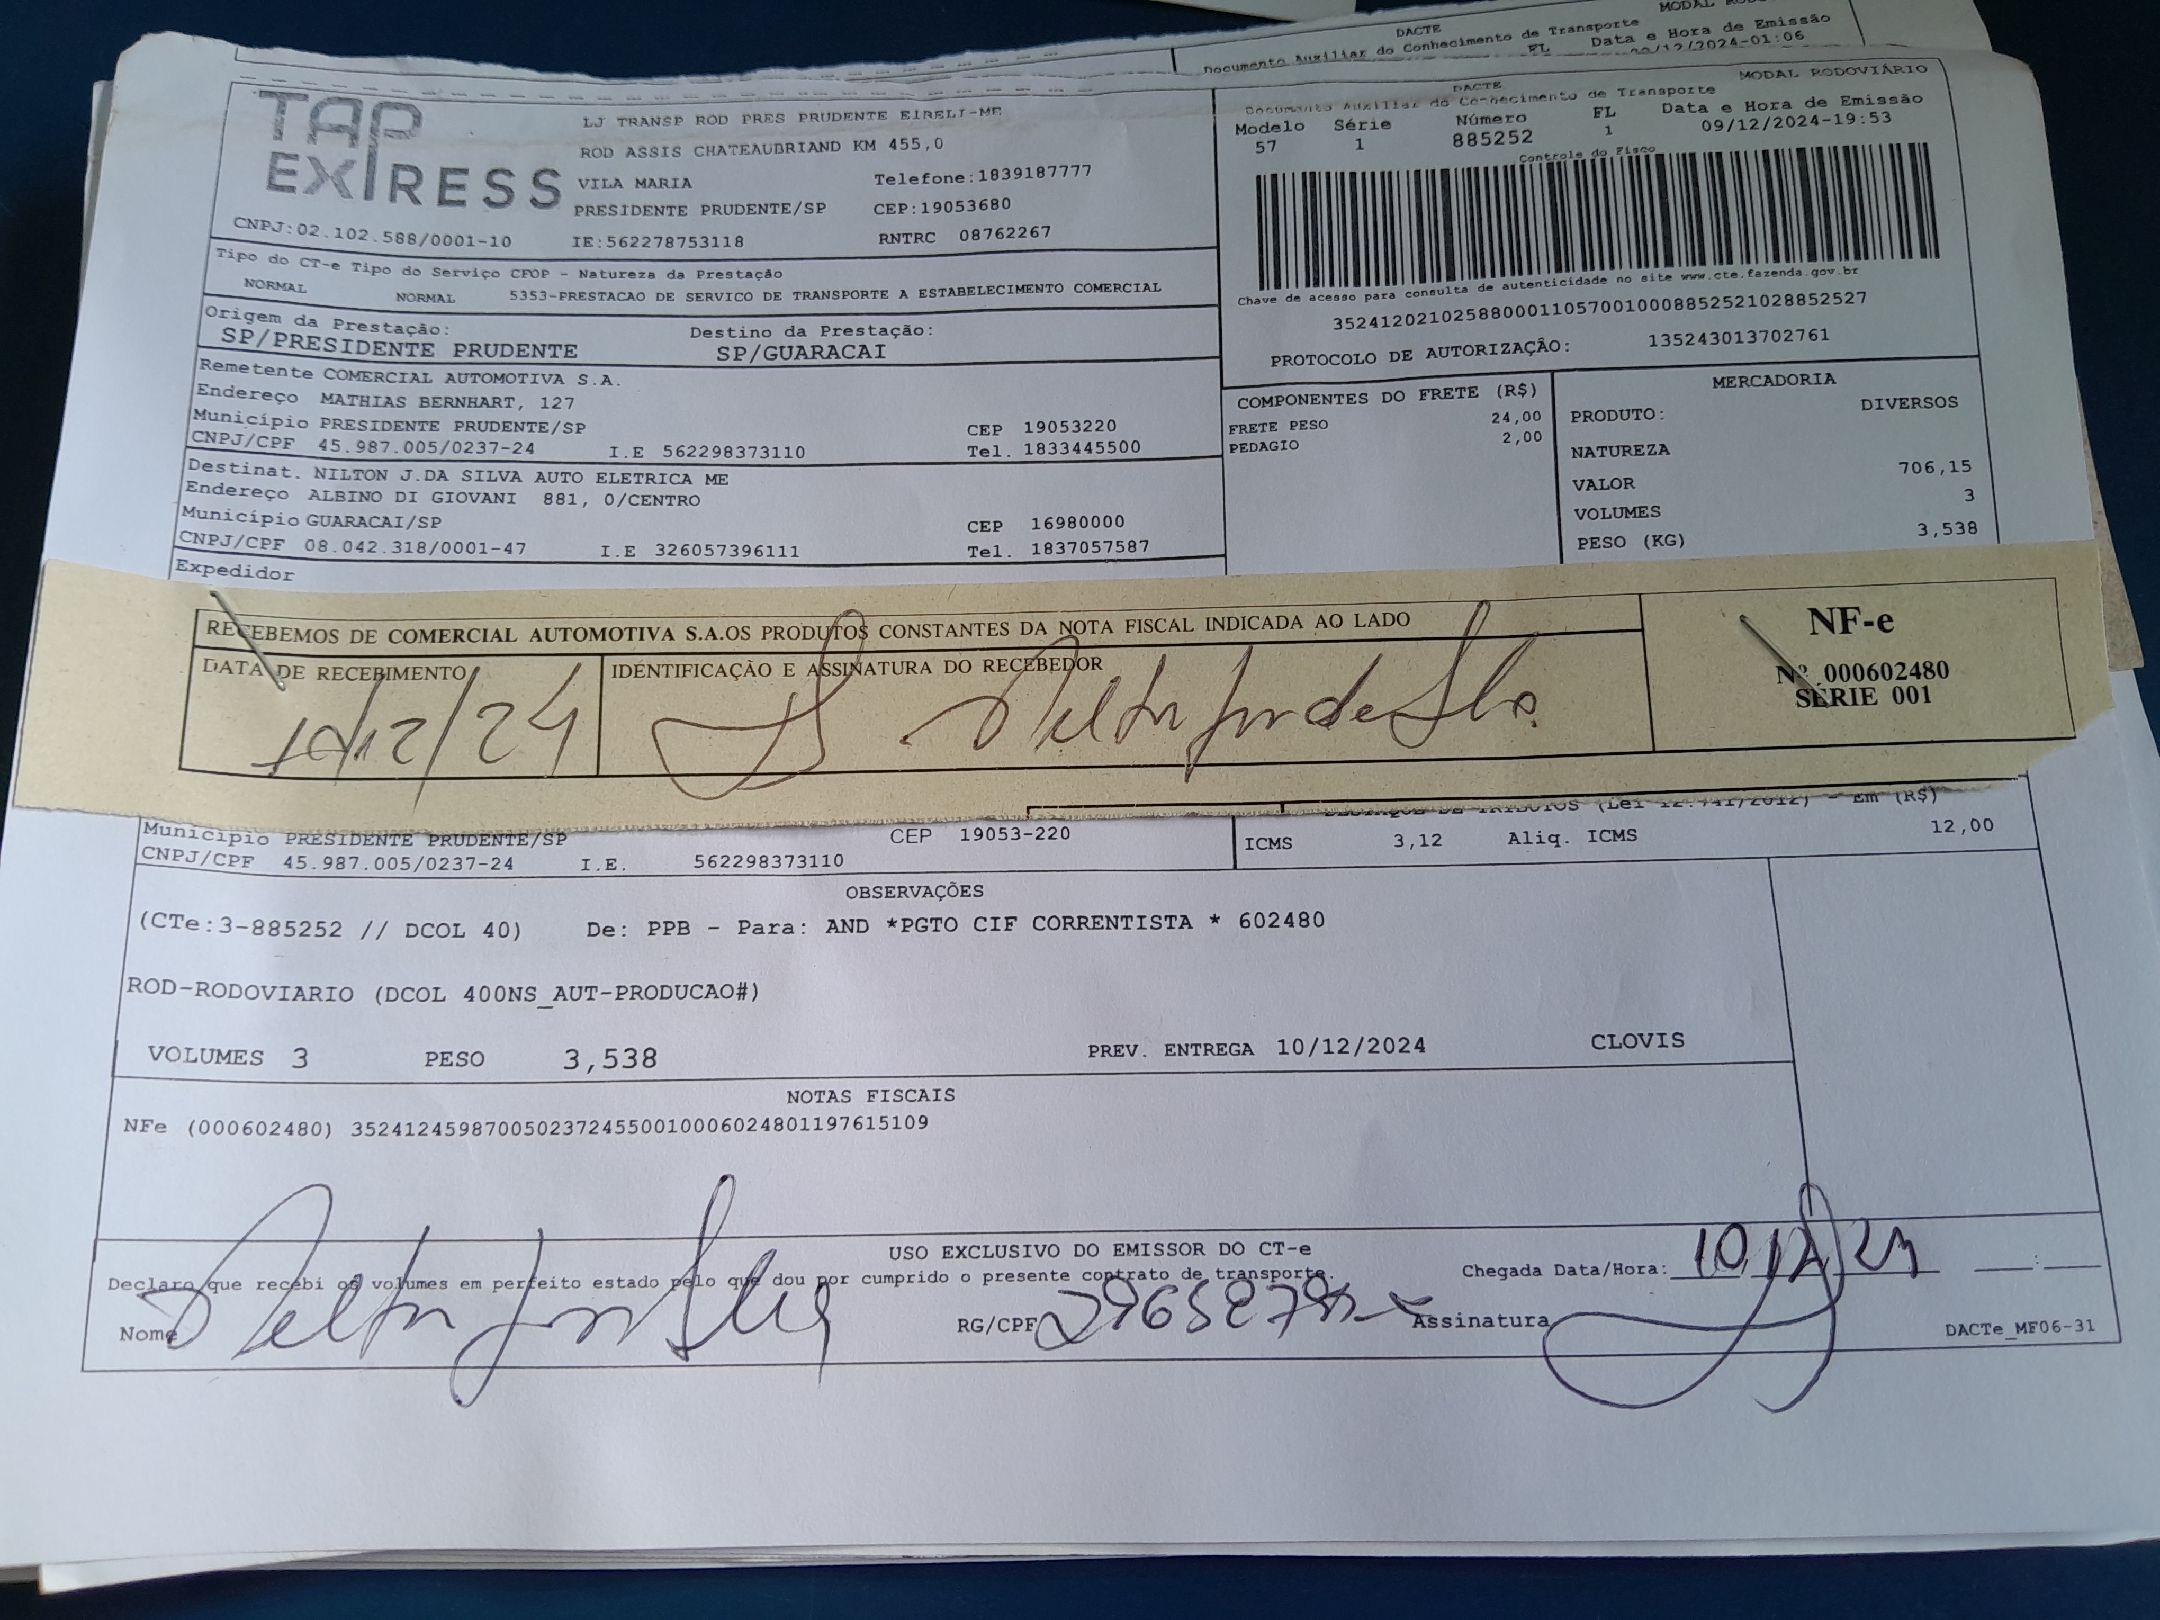 DACTE
MODAL
Documento Auxiliar do Conhecimento de Transporte
FL Data e Hora de Emissão
09/12/2024-01:06
TAP
EXPRESS
CNPJ:02.102.588/0001-10
LJ TRANSP ROD PRES PRUDENTE EIRELI-ME
ROD ASSIS CHATEAUBRIAND KM 455,0
VILA MARIA Telefone:1839187777
PRESIDENTE PRUDENTE/SP CEP:19053680
IE:562278753118 RNTRC 08762267
DACTE MODAL RODOVIÁRIO
Documento Auxiliar do Conhecimento de Transporte
Modelo Série Número FL Data e Hora de Emissão
57 1 885252 1 09/12/2024-19:53
Controle do Fisco
Chave de acesso para consulta de autenticidade no site www.cte.fazenda.gov.br
35241202102588000110570010008852521028852527
PROTOCOLO DE AUTORIZAÇÃO: 135243013702761
Tipo do CT-e Tipo do Serviço CFOP - Natureza da Prestação
NORMAL NORMAL 5353-PRESTACAO DE SERVICO DE TRANSPORTE A ESTABELECIMENTO COMERCIAL
Origem da Prestação: Destino da Prestação:
SP/PRESIDENTE PRUDENTE SP/GUARACAI
Remetente COMERCIAL AUTOMOTIVA S.A.
Endereço MATHIAS BERNHART, 127
Município PRESIDENTE PRUDENTE/SP CEP 19053220
CNPJ/CPF 45.987.005/0237-24 I.E 562298373110 Tel. 1833445500
Destinat. NILTON J.DA SILVA AUTO ELETRICA ME
Endereço ALBINO DI GIOVANI 881, 0/CENTRO
Município GUARACAI/SP CEP 16980000
CNPJ/CPF 08.042.318/0001-47 I.E 326057396111 Tel. 1837057587
Expedidor
COMPONENTES DO FRETE (R$)
FRETE PESO 24,00
PEDAGIO 2,00
MERCADORIA
PRODUTO: DIVERSOS
NATUREZA
VALOR 706,15
VOLUMES 3
PESO (KG) 3,538
RECEBEMOS DE COMERCIAL AUTOMOTIVA S.A.OS PRODUTOS CONSTANTES DA NOTA FISCAL INDICADA AO LADO
DATA DE RECEBIMENTO IDENTIFICAÇÃO E ASSINATURA DO RECEBEDOR
10/12/24
NF-e
Nº 000602480
SÉRIE 001
(Lei 12.741/2012) - Em (R$)
Município PRESIDENTE PRUDENTE/SP CEP 19053-220
CNPJ/CPF 45.987.005/0237-24 I.E. 562298373110
ICMS 3,12 Aliq. ICMS 12,00
OBSERVAÇÕES
(CTe:3-885252 // DCOL 40) De: PPB - Para: AND *PGTO CIF CORRENTISTA * 602480
ROD-RODOVIARIO (DCOL 400NS_AUT-PRODUCAO#)
VOLUMES 3 PESO 3,538 PREV. ENTREGA 10/12/2024 CLOVIS
NOTAS FISCAIS
NFe (000602480) 35241245987005023724550010006024801197615109
USO EXCLUSIVO DO EMISSOR DO CT-e
Declaro que recebi os volumes em perfeito estado pelo que dou por cumprido o presente contrato de transporte.
Chegada Data/Hora: 10 12 24 :
Nome RG/CPF Assinatura
DACTe_MF06-31